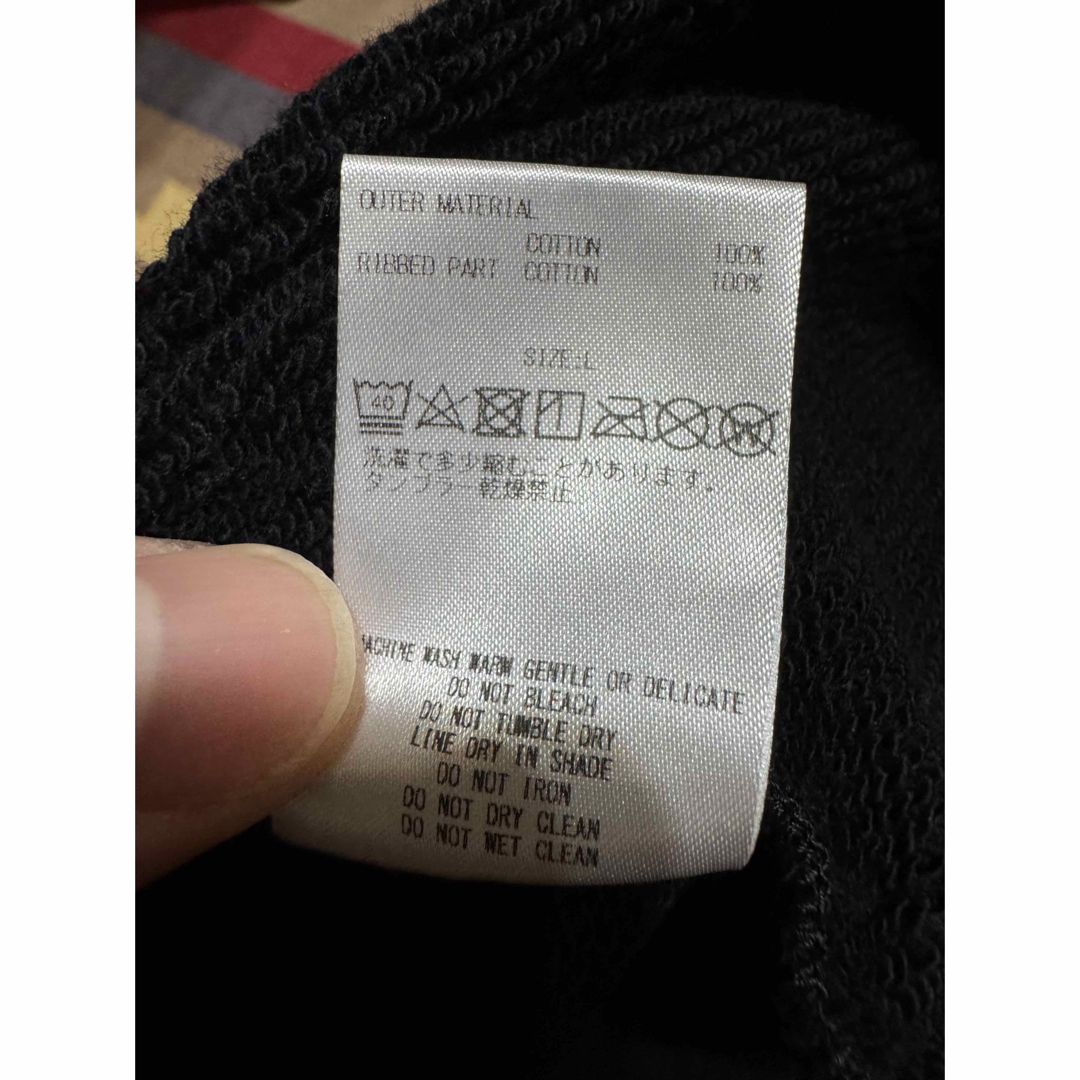 OUTER MATERIAL
COTTON 100%
RIBBED PART COTTON 100%
SIZE:L
40
W
洗濯で多少縮むことがあります。
タンブラー乾燥禁止
MACHINE WASH WARM GENTLE OR DELICATE
DO NOT BLEACH
DO NOT TUMBLE DRY
LINE DRY IN SHADE
DO NOT IRON
DO NOT DRY CLEAN
DO NOT WET CLEAN